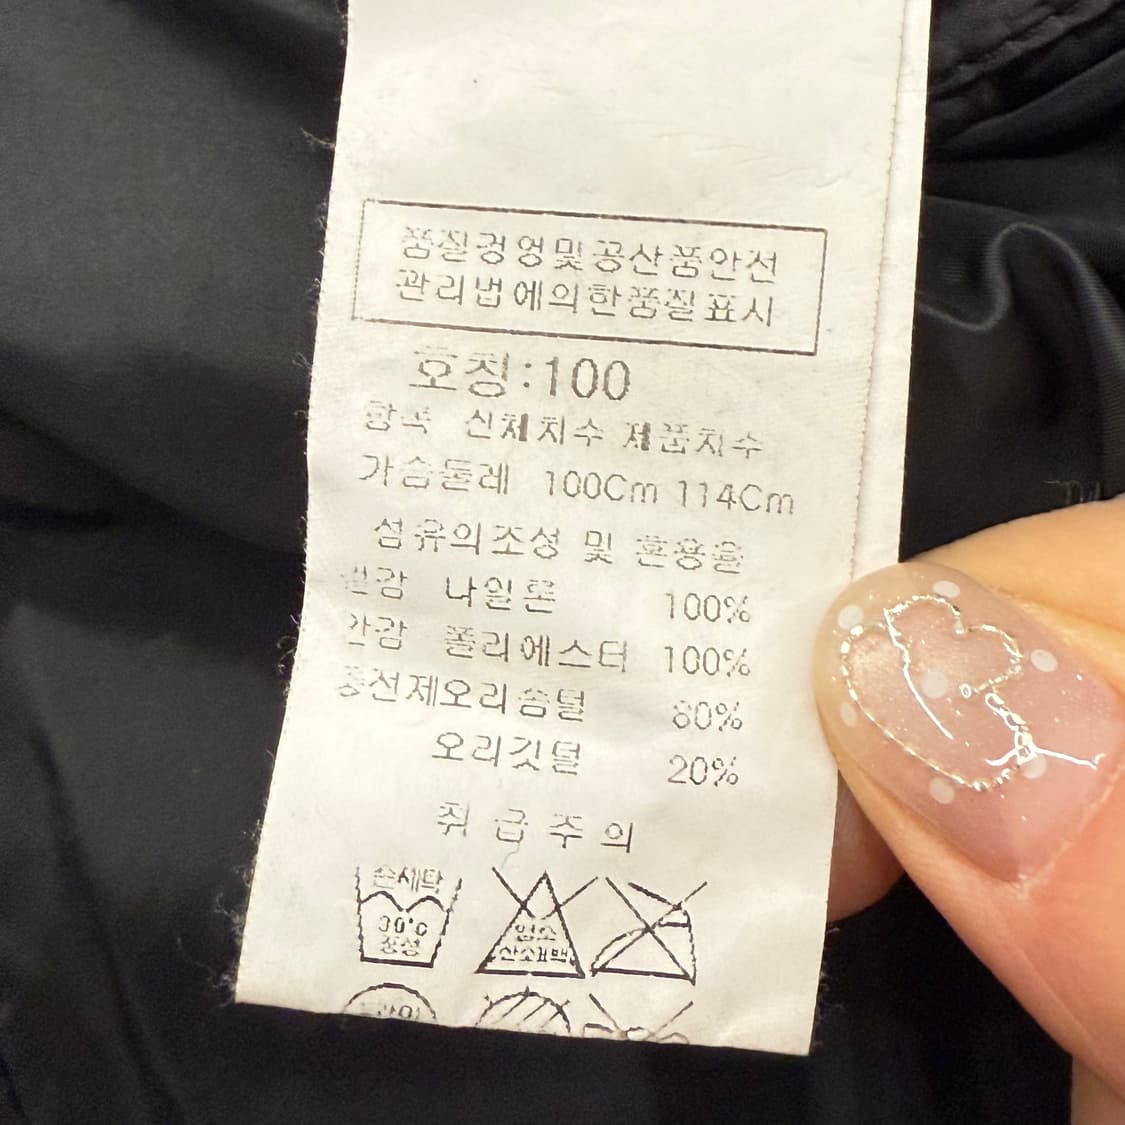 품질경영및공산품안전
관리법에의한품질표시
호칭:100
항목 신체치수 제품치수
가슴둘레 100Cm 114Cm
섬유의조성 및 혼용율
겉감 나일론 100%
안감 폴리에스터 100%
충전제오리솜털 80%
오리깃털 20%
취급주의
손세탁
30℃
중성
염소
산소표백